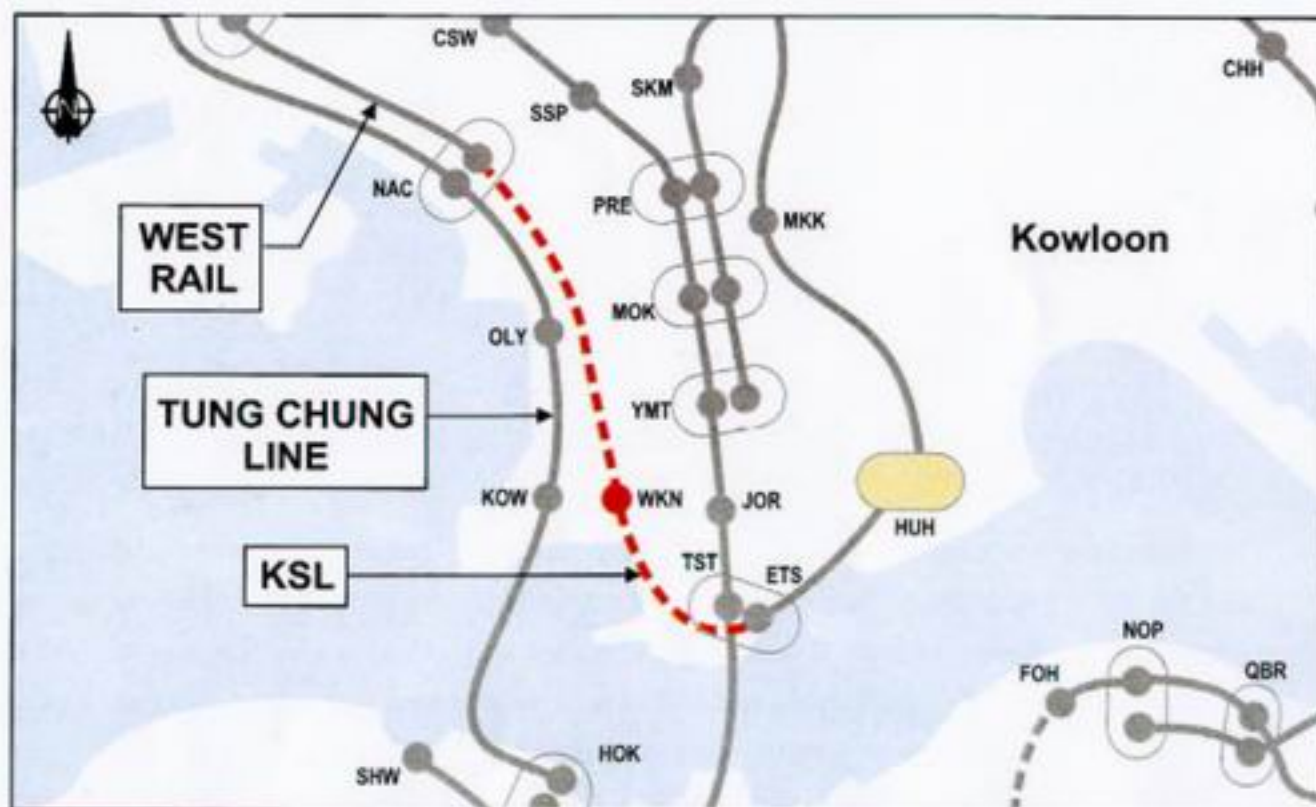 CSW
CHH
N
SSP
SKM
NAC
PRE
MKK
WEST
RAIL
Kowloon
MOK
OLY
TUNG CHUNG
LINE
YMT
KOW
WKN
JOR
HUH
KSL
TST
ETS
NOP
FOH
QBR
HOK
SHW